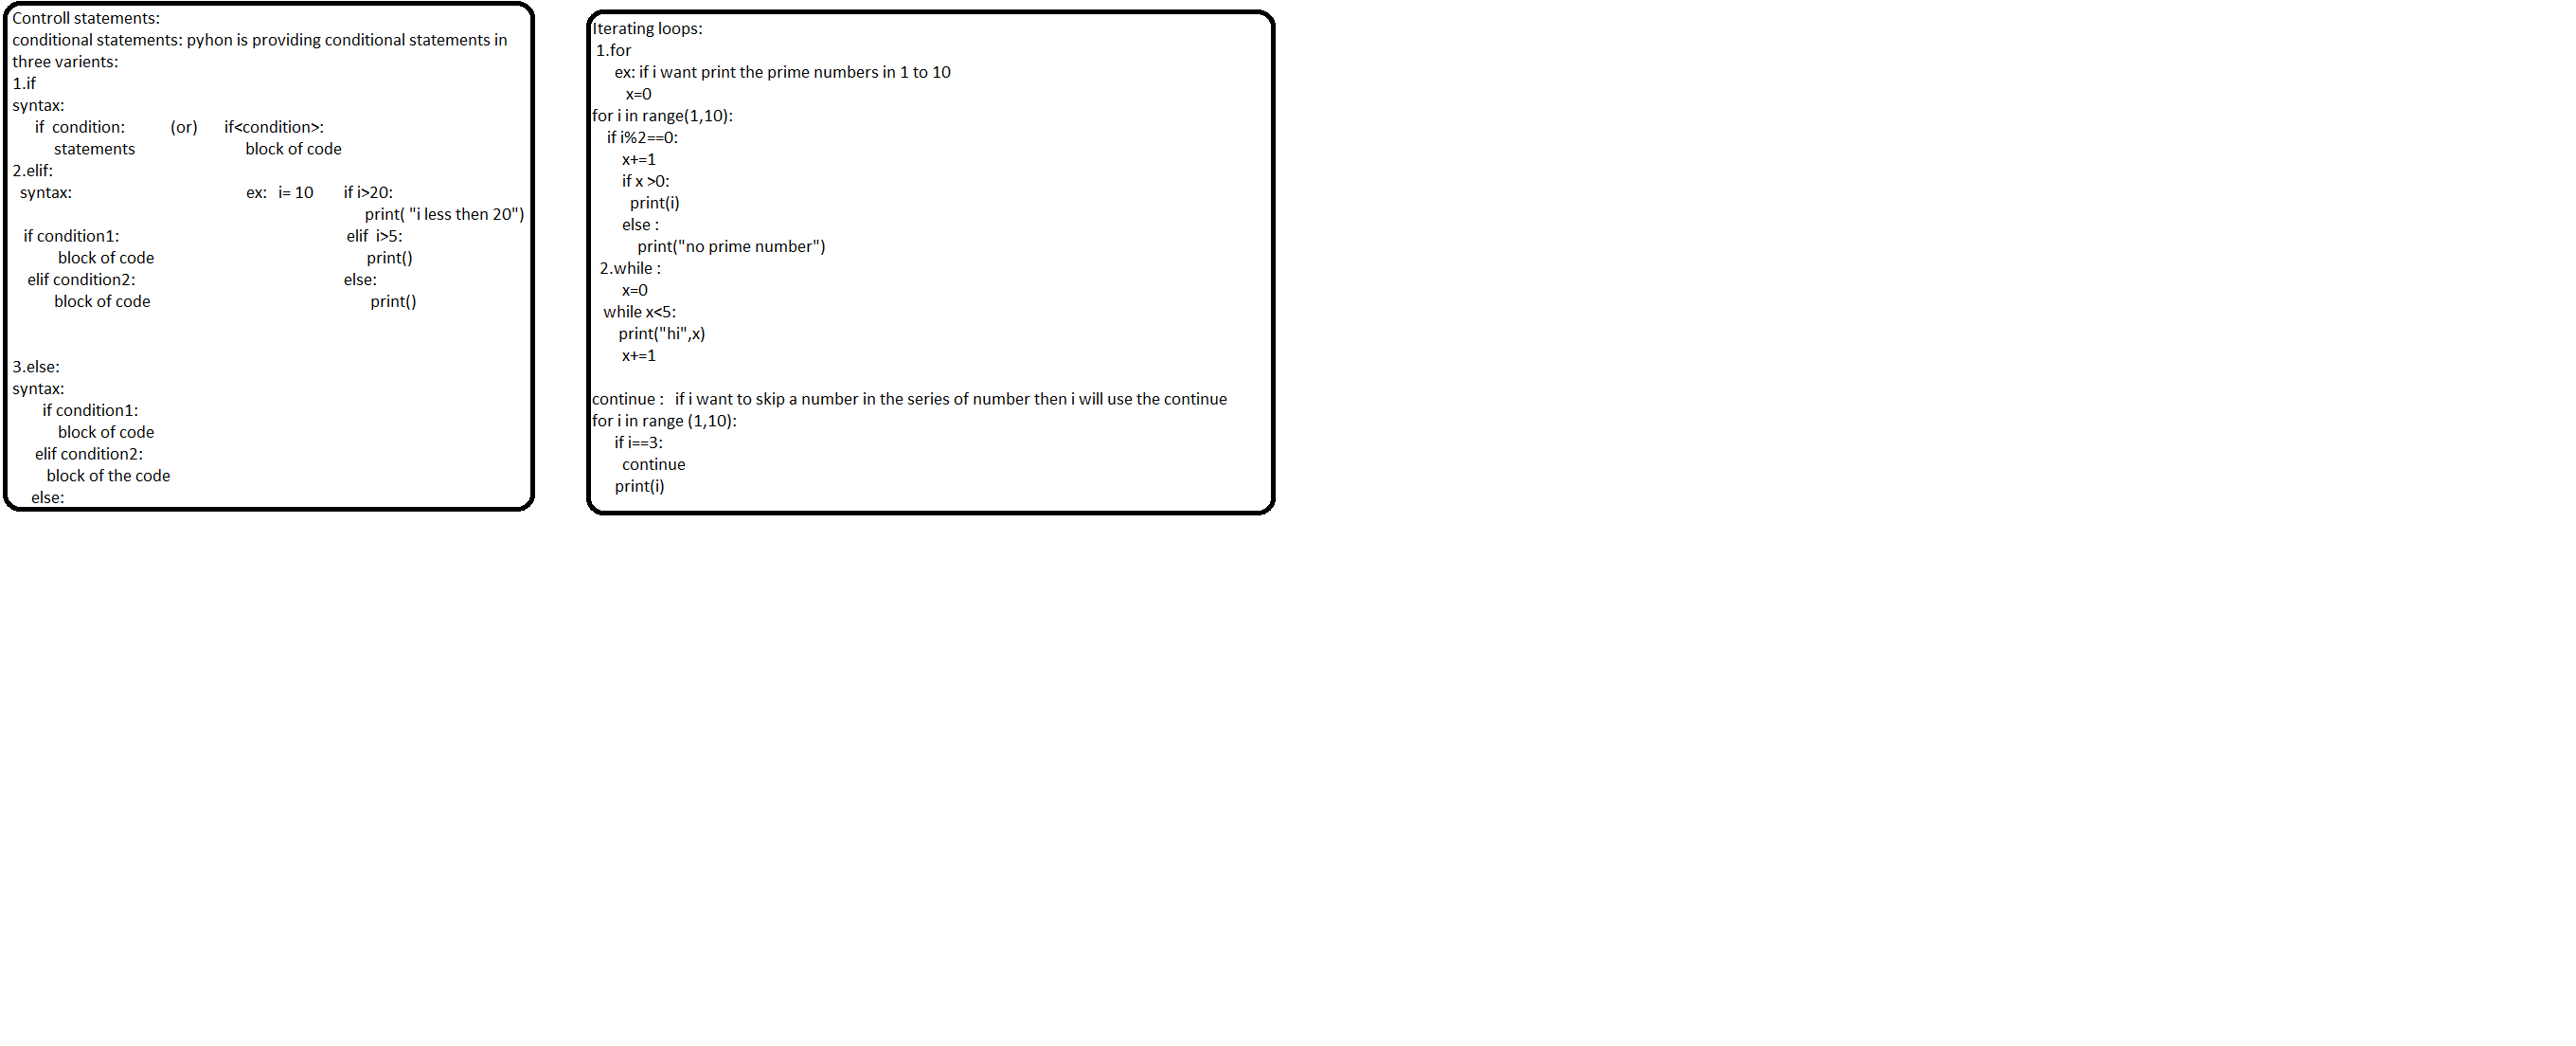 Controll statements:
conditional statements: pyhon is providing conditional statements in
three varients:
1.if
syntax:
if  condition:    (or)    if<condition>:
statements    block of code
2.elif:
syntax:    ex:   i= 10    if i>20:
print( "i less then 20")
if condition1:    elif  i>5:
block of code    print()
elif condition2:    else:
block of code    print()
3.else:
syntax:
if condition1:
block of code
elif condition2:
block of the code
else:
Iterating loops:
1.for
ex: if i want print the prime numbers in 1 to 10
x=0
for i in range(1,10):
if i%2==0:
x+=1
if x >0:
print(i)
else :
print("no prime number")
2.while :
x=0
while x<5:
print("hi",x)
x+=1
continue :   if i want to skip a number in the series of number then i will use the continue
for i in range (1,10):
if i==3:
continue
print(i)